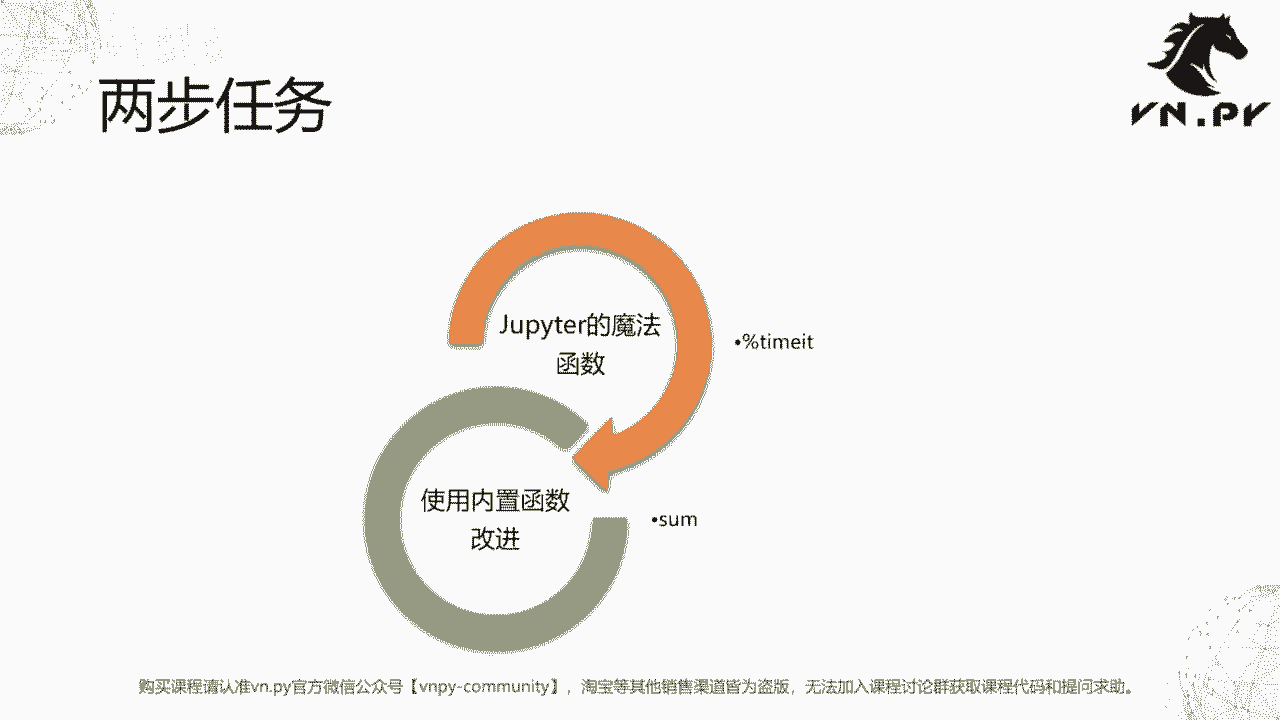 两步任务
VN.PY
Jupyter的魔法
函数
•%timeit
使用内置函数
改进
•sum
购买课程请认准vn.py官方微信公众号【vnpy-community】，淘宝等其他销售渠道皆为盗版，无法加入课程讨论群获取课程代码和提问求助。